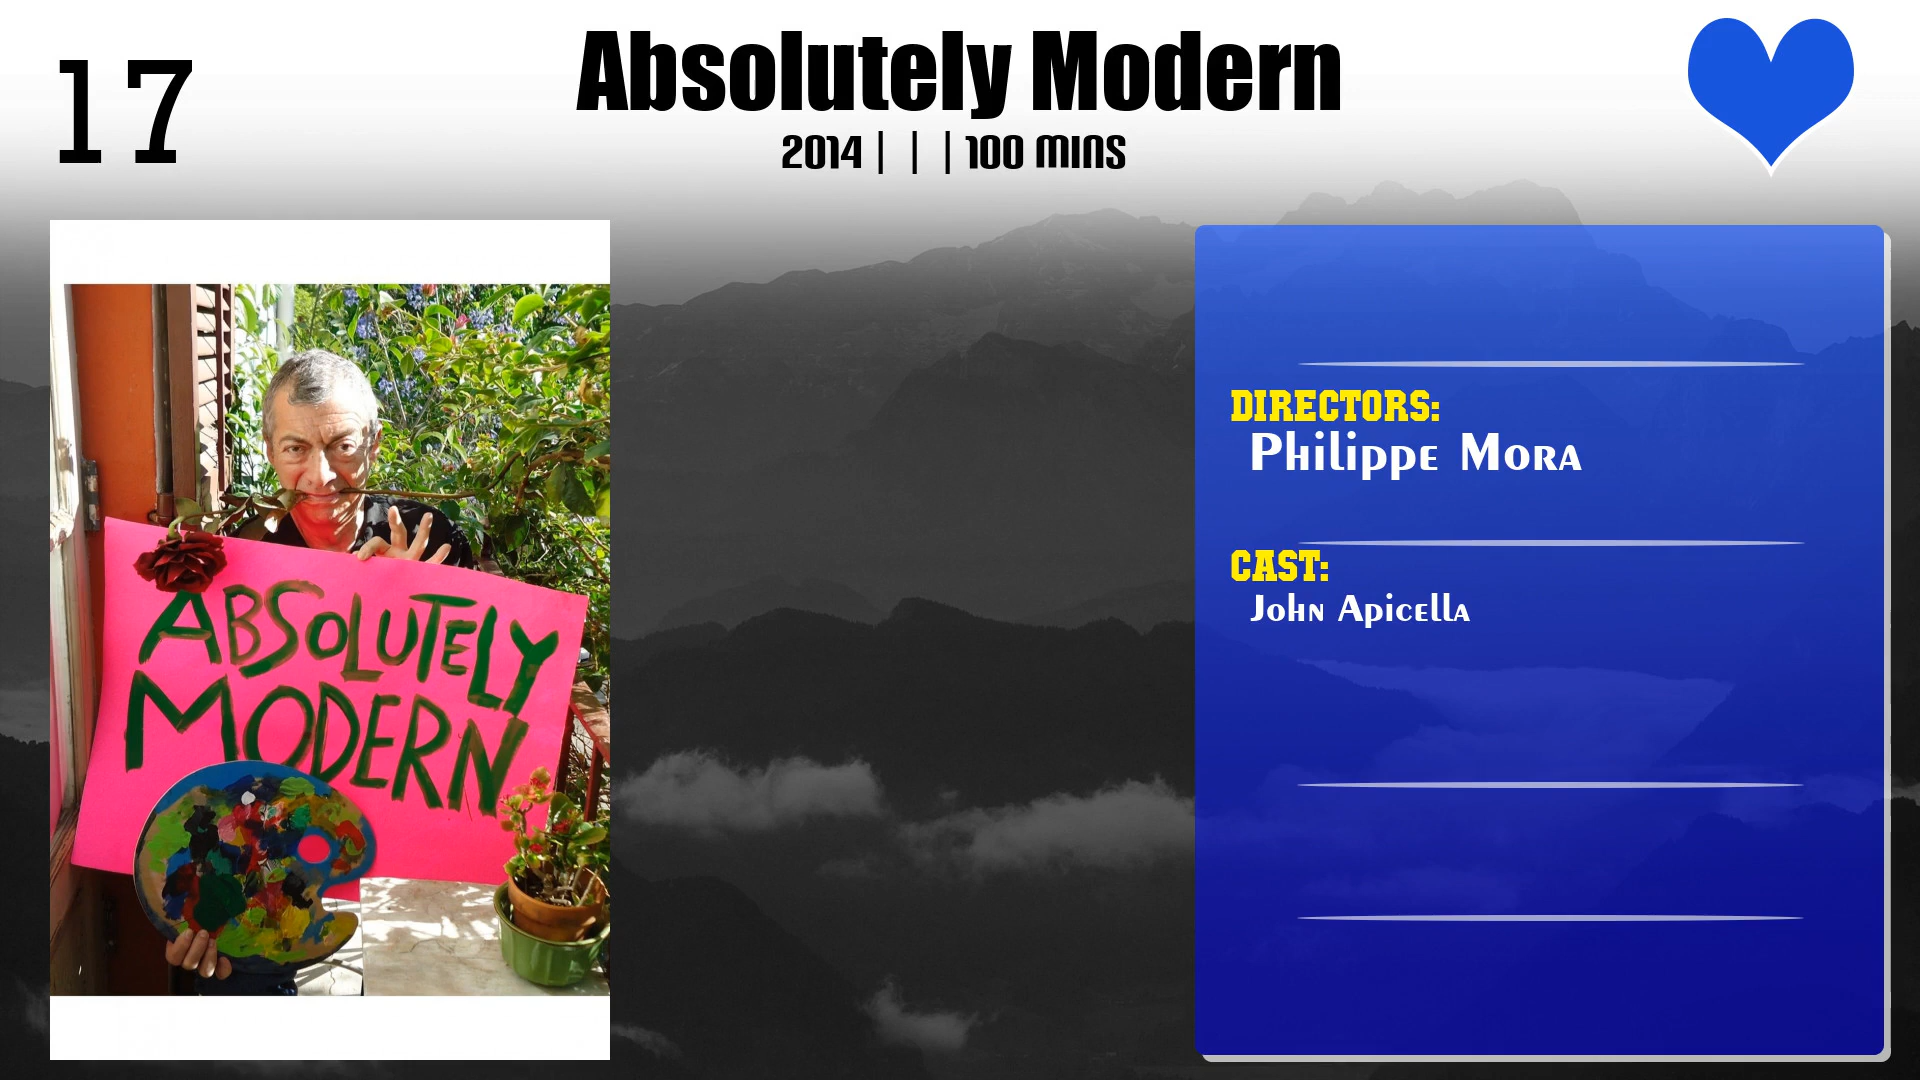 17
Absolutely Modern
2014 | | | 100 MINS
ABSOLUTELY
MODERN
DIRECTORS:
Philippe Mora
CAST:
John Apicella